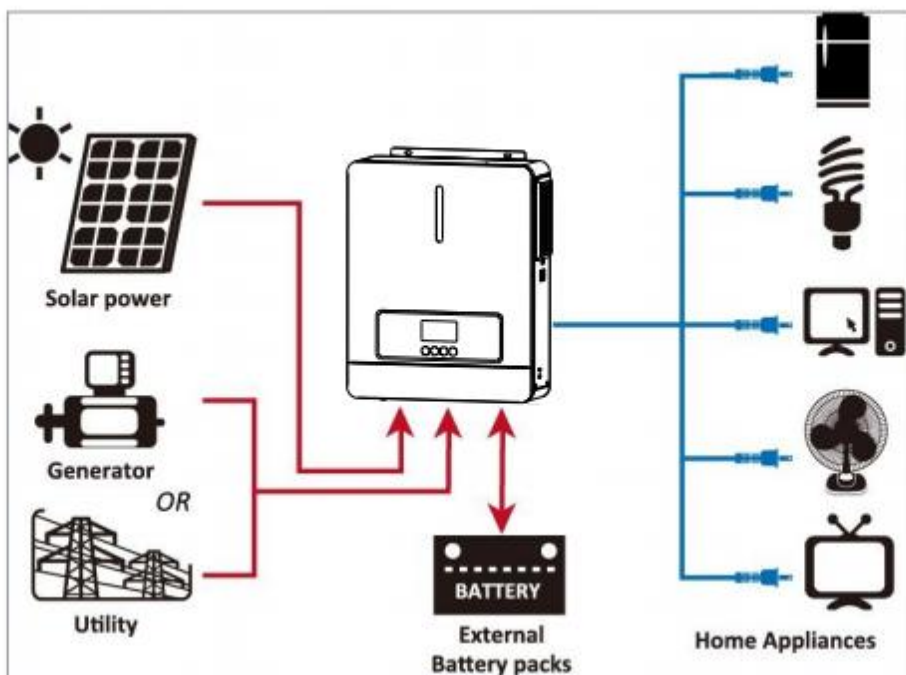 Solar power
Generator
OR
Utility
BATTERY
External
Battery packs
Home Appliances